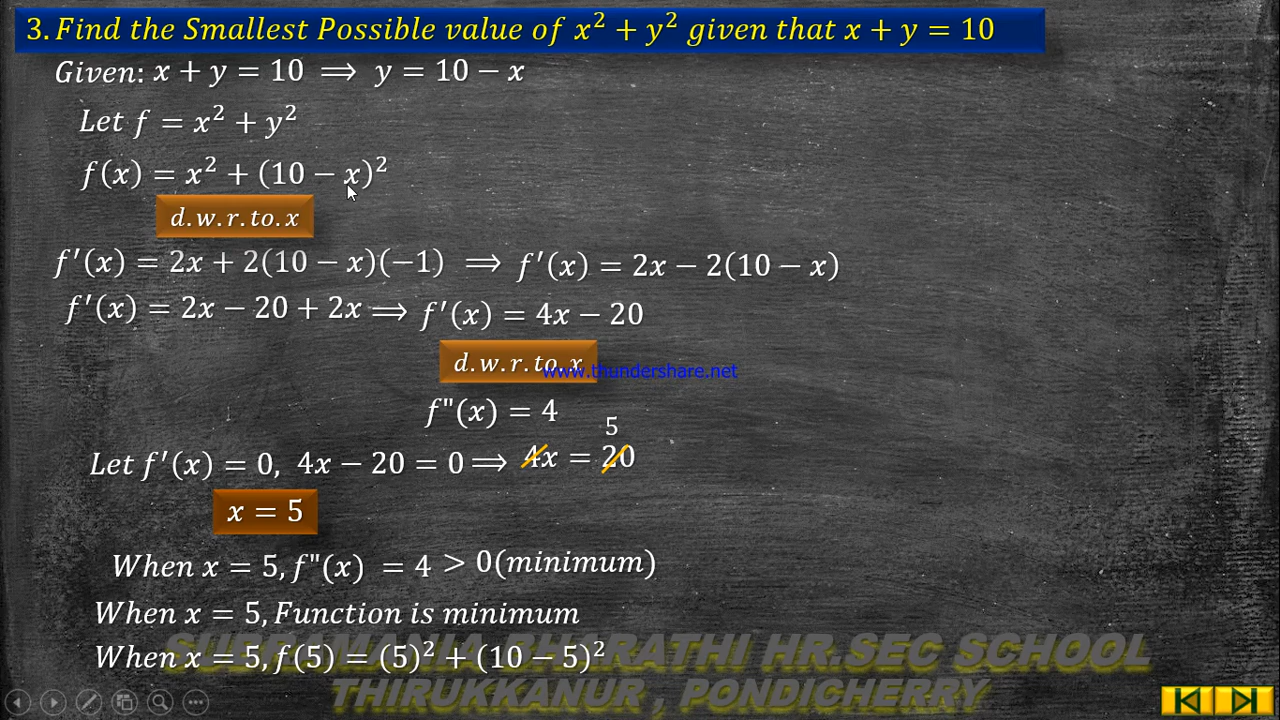 3. Find the Smallest Possible value of x² + y² given that x + y = 10
Given: x + y = 10 ⟹ y = 10 − x
Let f = x² + y²
f(x) = x² + (10 − x)²
d.w.r.to.x
f′(x) = 2x + 2(10 − x)(−1) ⟹ f′(x) = 2x − 2(10 − x)
f′(x) = 2x − 20 + 2x ⟹ f′(x) = 4x − 20
d.w.r.to.x
www.thundershare.net
f"(x) = 4
5
Let f′(x) = 0, 4x − 20 = 0 ⟹ 4x = 20
x = 5
When x = 5, f"(x) = 4 > 0(minimum)
When x = 5, Function is minimum
When x = 5, f(5) = (5)² + (10 − 5)²
SUBRAMANIA BHARATHI HR.SEC SCHOOL
THIRUKKANUR , PONDICHERRY